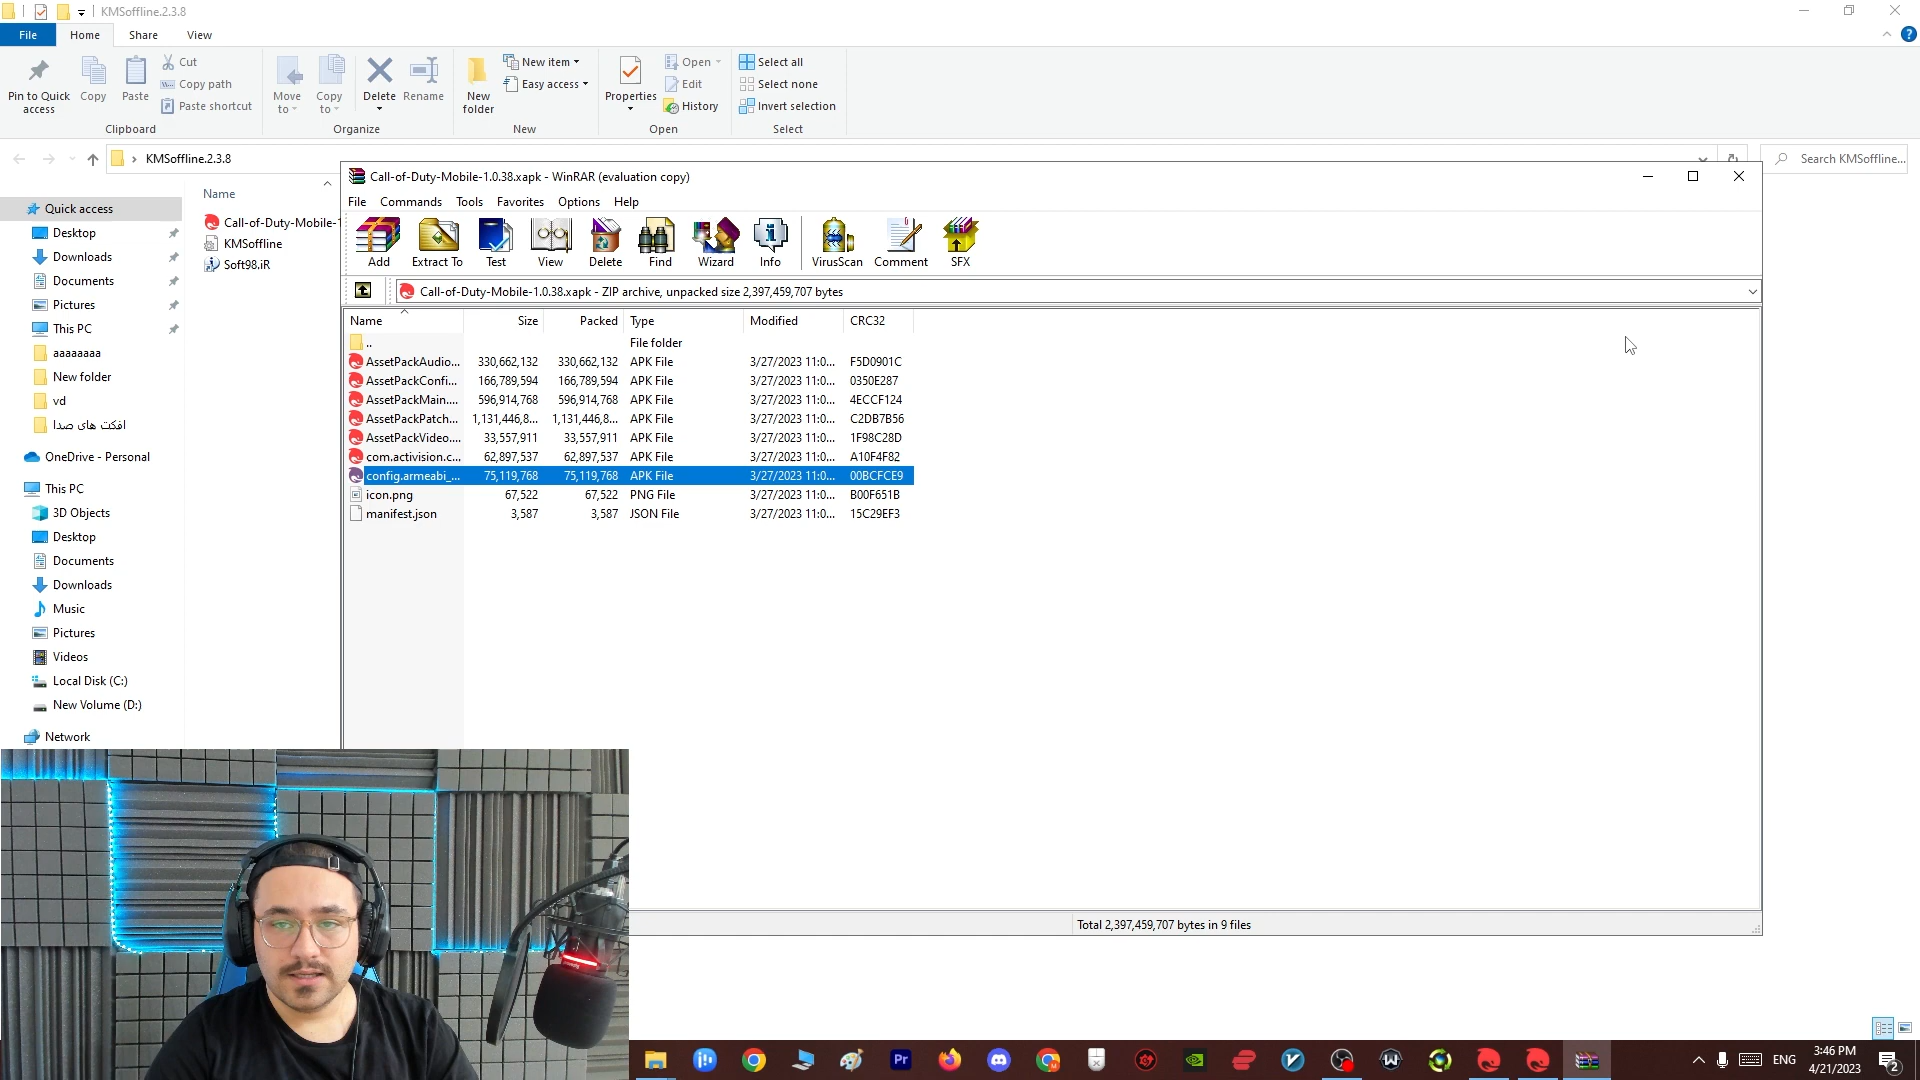 KMSoffline.2.3.8
File Home Share View
Pin to Quick access
Copy
Paste
Cut
Copy path
Paste shortcut
Clipboard
Move to
Copy to
Delete
Rename
Organize
New folder
New item
Easy access
New
Properties
Open
Edit
History
Open
Select all
Select none
Invert selection
Select
KMSoffline.2.3.8
Search KMSoffline...
Name
Call-of-Duty-Mobile-1
KMSoffline
Soft98.iR
Quick access
Desktop
Downloads
Documents
Pictures
This PC
aaaaaaaa
New folder
vd
افکت های صدا
OneDrive - Personal
This PC
3D Objects
Desktop
Documents
Downloads
Music
Pictures
Videos
Local Disk (C:)
New Volume (D:)
Network
Call-of-Duty-Mobile-1.0.38.xapk - WinRAR (evaluation copy)
File Commands Tools Favorites Options Help
Add Extract To Test View Delete Find Wizard Info VirusScan Comment SFX
Call-of-Duty-Mobile-1.0.38.xapk - ZIP archive, unpacked size 2,397,459,707 bytes
Name Size Packed Type Modified CRC32
.. File folder
AssetPackAudio... 330,662,132 330,662,132 APK File 3/27/2023 11:0... F5D0901C
AssetPackConfi... 166,789,594 166,789,594 APK File 3/27/2023 11:0... 0350E287
AssetPackMain.... 596,914,768 596,914,768 APK File 3/27/2023 11:0... 4ECCF124
AssetPackPatch... 1,131,446,8... 1,131,446,8... APK File 3/27/2023 11:0... C2DB7B56
AssetPackVideo.... 33,557,911 33,557,911 APK File 3/27/2023 11:0... 1F98C28D
com.activision.c... 62,897,537 62,897,537 APK File 3/27/2023 11:0... A10F4F82
config.armeabi_... 75,119,768 75,119,768 APK File 3/27/2023 11:0... 00BCFCE9
icon.png 67,522 67,522 PNG File 3/27/2023 11:0... B00F651B
manifest.json 3,587 3,587 JSON File 3/27/2023 11:0... 15C29EF3
Total 2,397,459,707 bytes in 9 files
Pr
ENG
3:46 PM
4/21/2023
2